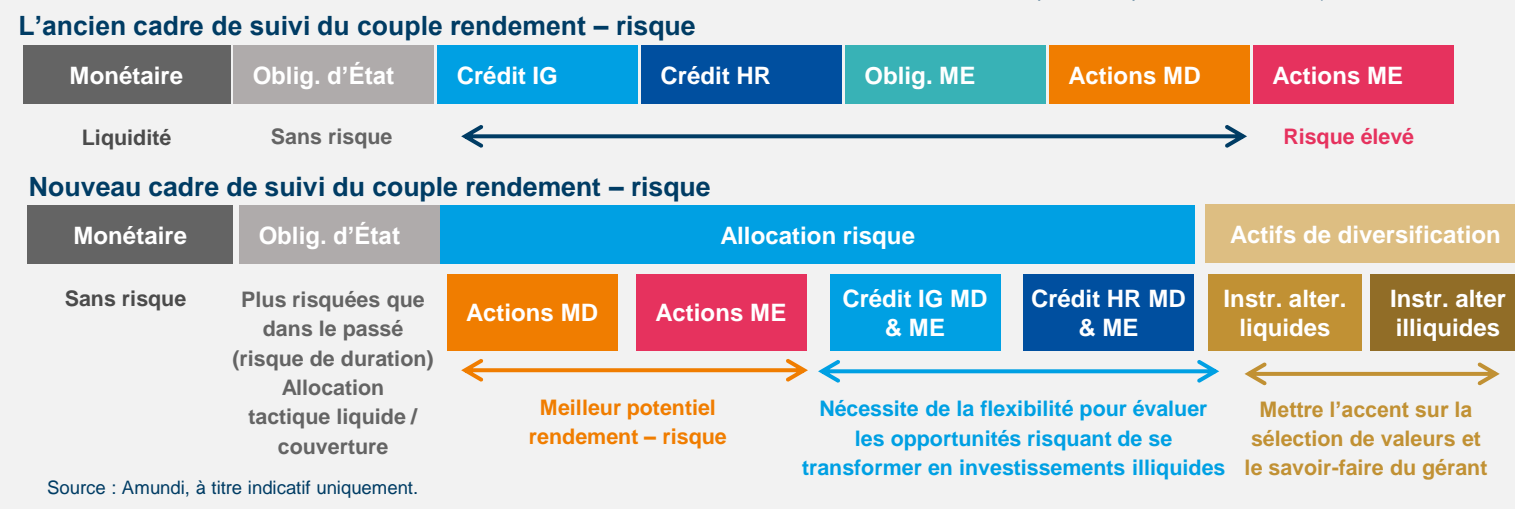 L'ancien cadre de suivi du couple rendement – risque
Monétaire
Oblig. d'État
Crédit IG
Crédit HR
Oblig. ME
Actions MD
Actions ME
Liquidité
Sans risque
Risque élevé
Nouveau cadre de suivi du couple rendement – risque
Monétaire
Oblig. d'État
Allocation risque
Actifs de diversification
Sans risque
Plus risquées que
dans le passé
(risque de duration)
Allocation
tactique liquide /
couverture
Actions MD
Actions ME
Crédit IG MD
& ME
Crédit HR MD
& ME
Instr. alter.
liquides
Instr. alter
illiquides
Meilleur potentiel
rendement – risque
Nécessite de la flexibilité pour évaluer
les opportunités risquant de se
transformer en investissements illiquides
Mettre l'accent sur la
sélection de valeurs et
le savoir-faire du gérant
Source : Amundi, à titre indicatif uniquement.